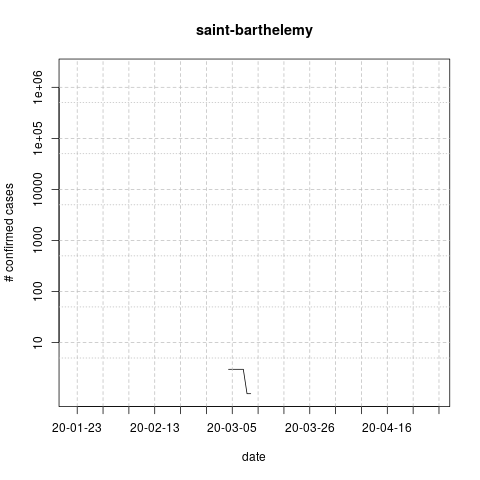 saint-barthelemy
# confirmed cases
1e+06
1e+05
10000
1000
100
10
20-01-23
20-02-13
20-03-05
20-03-26
20-04-16
date